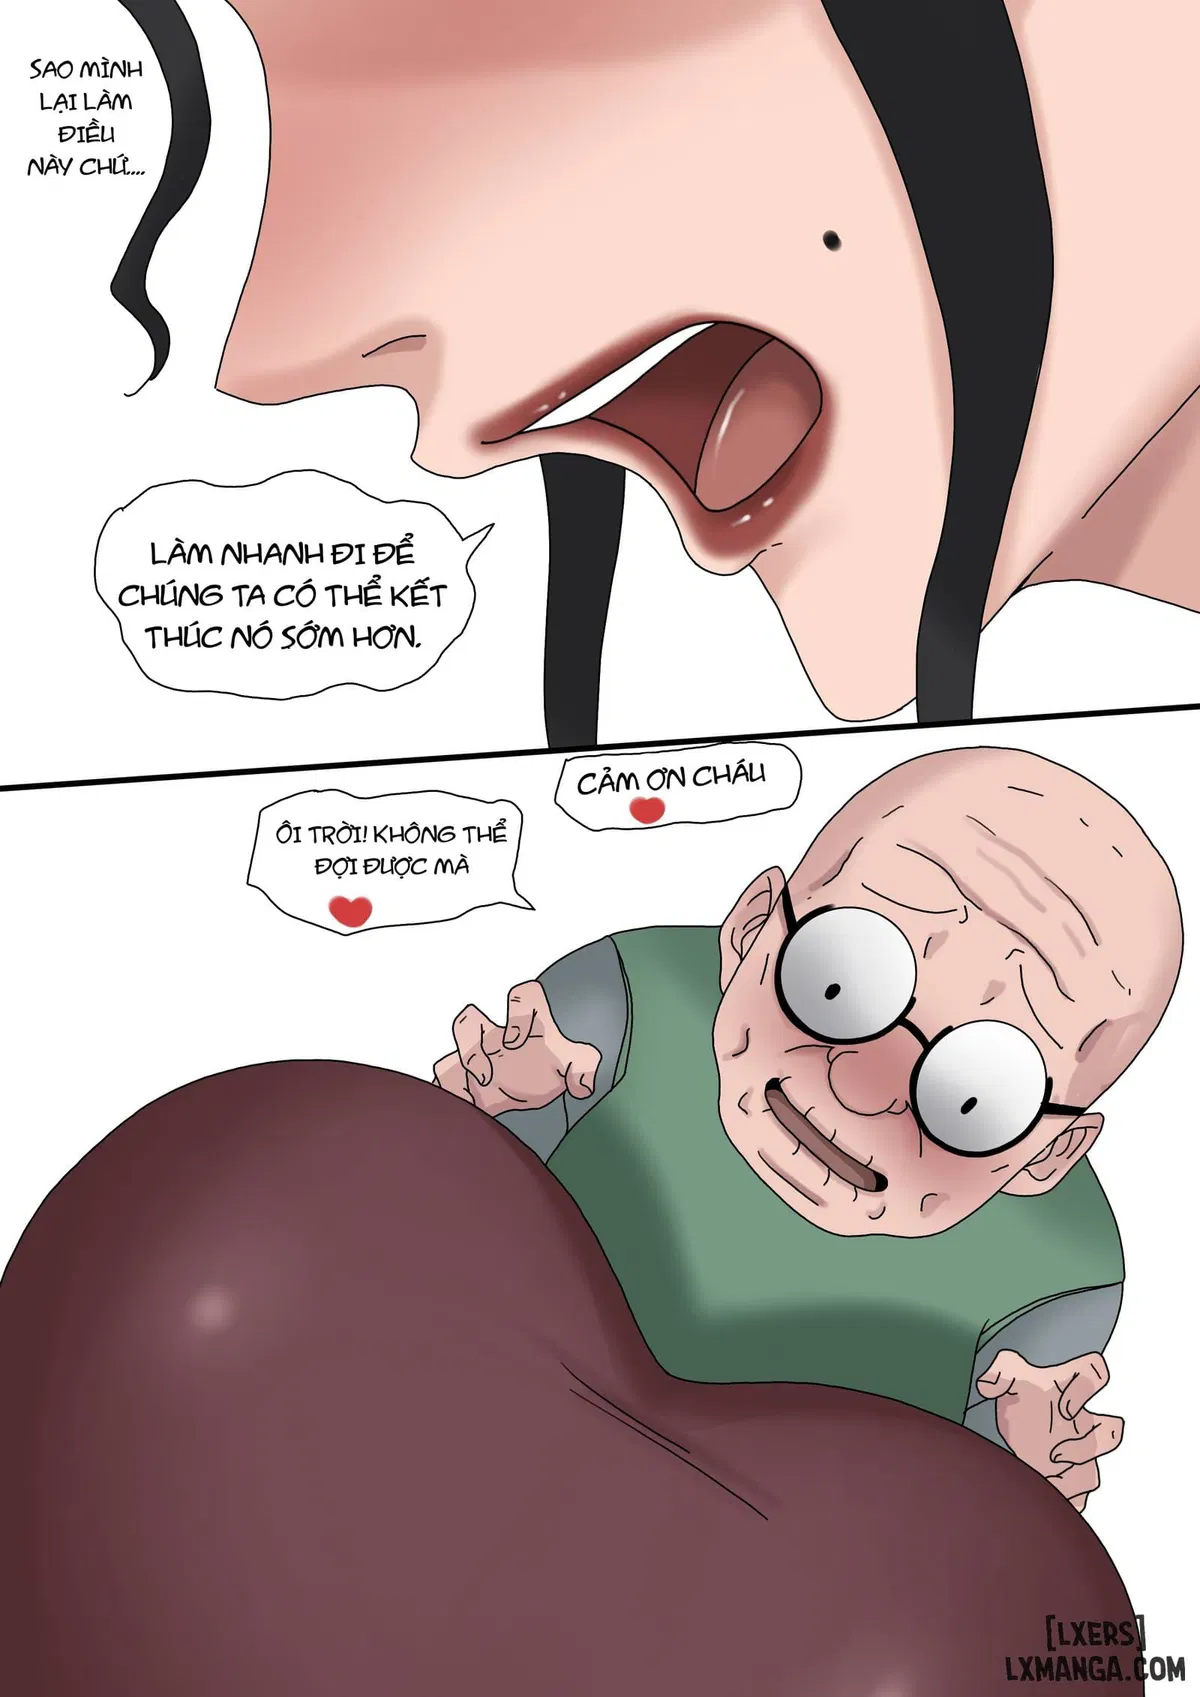 SAO MÌNH
LẠI LÀM
ĐIỀU
NÀY CHỨ....
LÀM NHANH ĐI ĐỂ
CHÚNG TA CÓ THỂ KẾT
THÚC NÓ SỚM HƠN.
CẢM ƠN CHÁU
ÔI TRỜI! KHÔNG THỂ
ĐỢI ĐƯỢC MÀ
[LXERS]
LXMANGA.COM